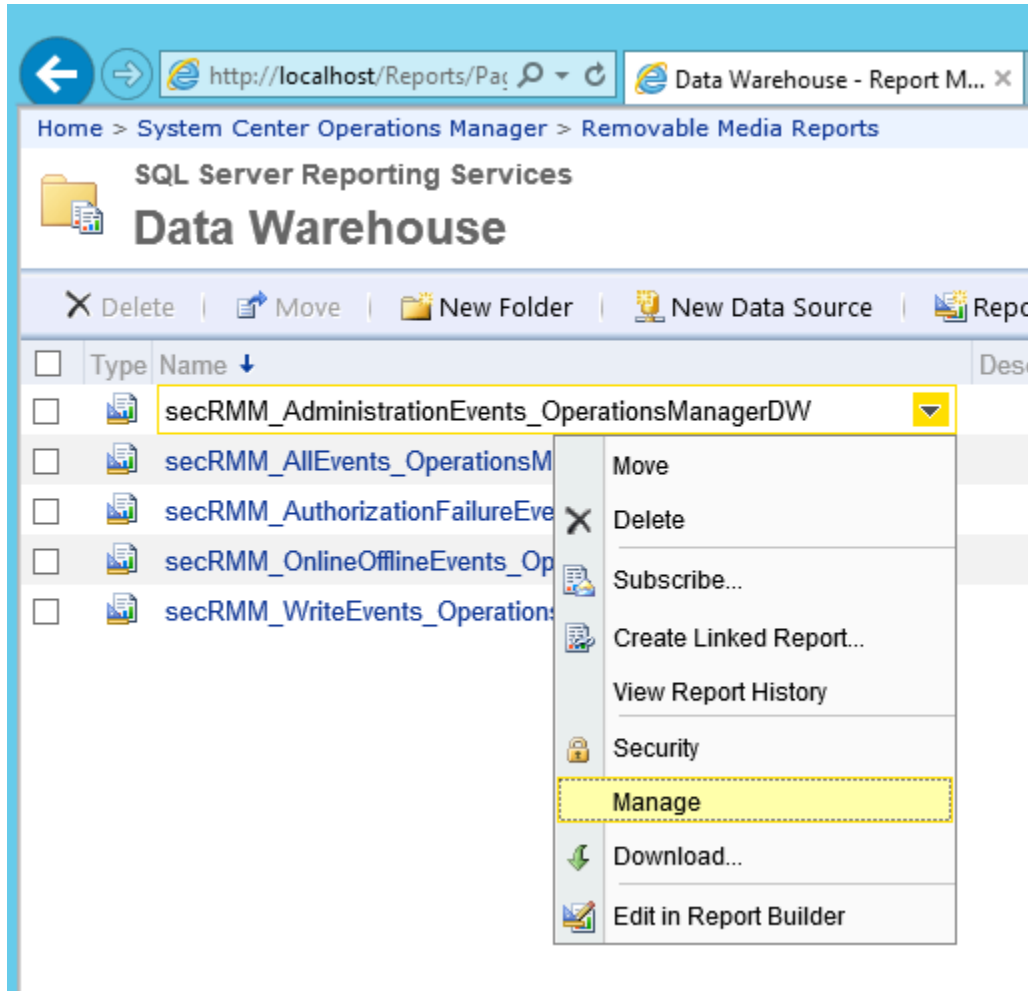 http://localhost/Reports/Pag
Data Warehouse - Report M...
Home > System Center Operations Manager > Removable Media Reports
SQL Server Reporting Services
Data Warehouse
Delete | Move | New Folder | New Data Source | Repo
Type Name Desc
secRMM_AdministrationEvents_OperationsManagerDW
secRMM_AllEvents_OperationsM
secRMM_AuthorizationFailureEve
secRMM_OnlineOfflineEvents_Op
secRMM_WriteEvents_Operations
Move
Delete
Subscribe...
Create Linked Report...
View Report History
Security
Manage
Download...
Edit in Report Builder